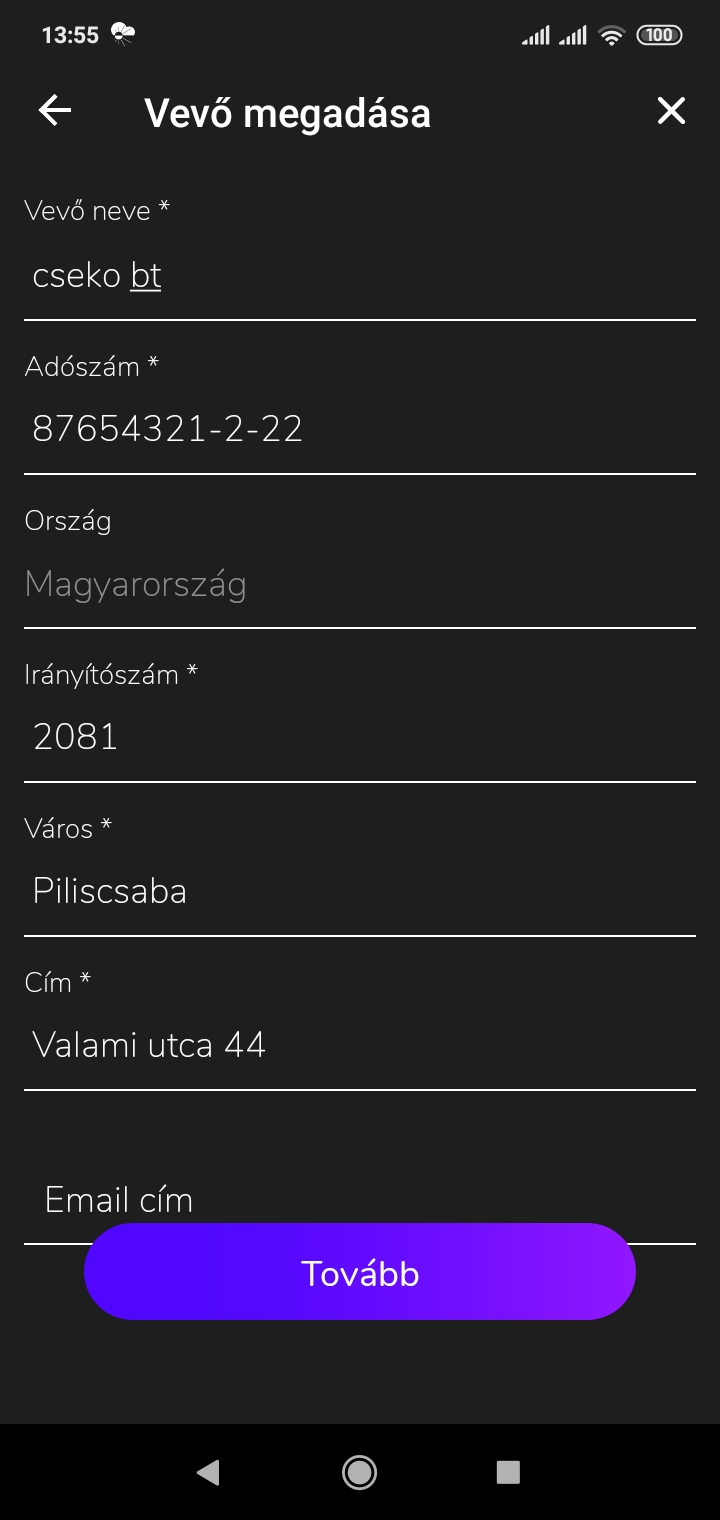 13:55
100
Vevő megadása
Vevő neve *
cseko bt
Adószám *
87654321-2-22
Ország
Magyarország
Irányítószám *
2081
Város *
Piliscsaba
Cím *
Valami utca 44
Email cím
Tovább